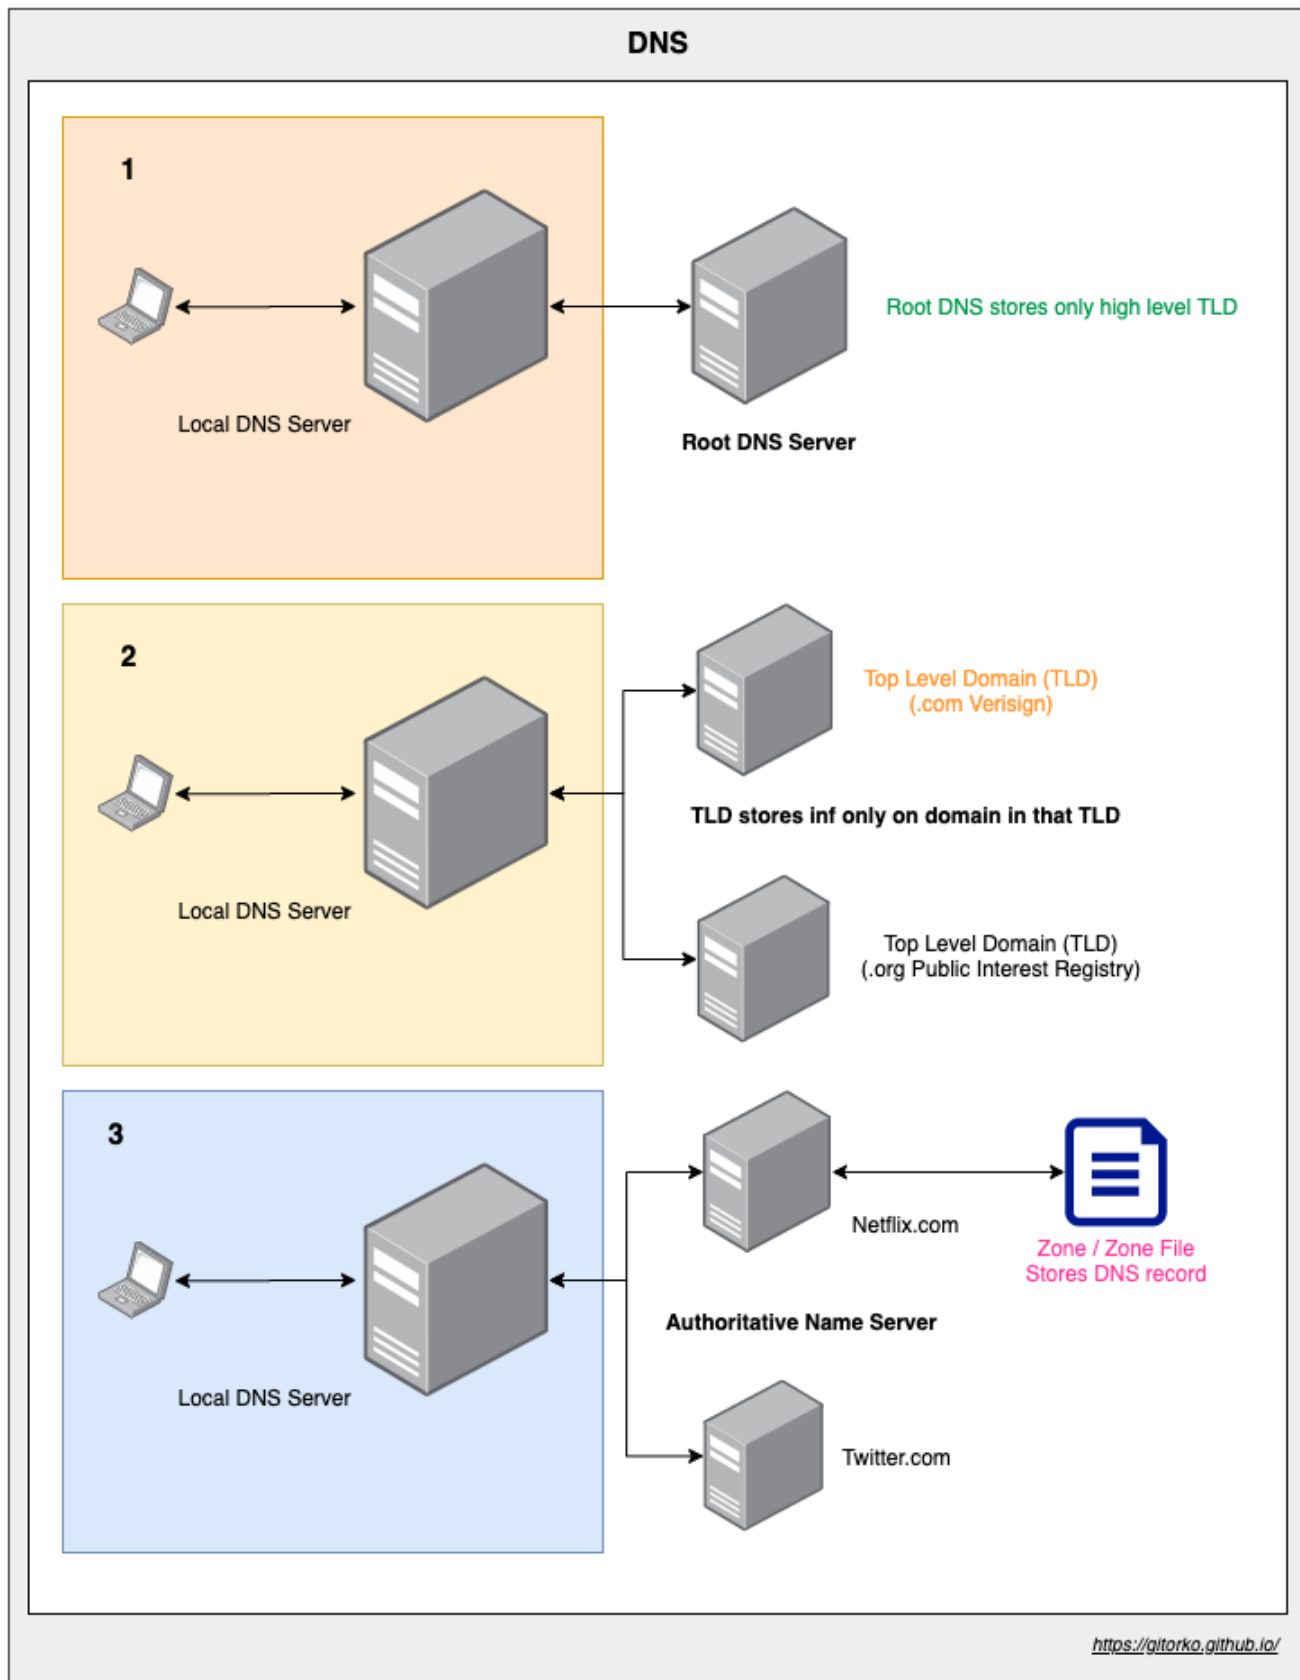 DNS
1
Root DNS stores only high level TLD
Local DNS Server
Root DNS Server
2
Top Level Domain (TLD)
(.com Verisign)
TLD stores inf only on domain in that TLD
Local DNS Server
Top Level Domain (TLD)
(.org Public Interest Registry)
3
Netflix.com
Zone / Zone File
Stores DNS record
Authoritative Name Server
Local DNS Server
Twitter.com
https://gitorko.github.io/